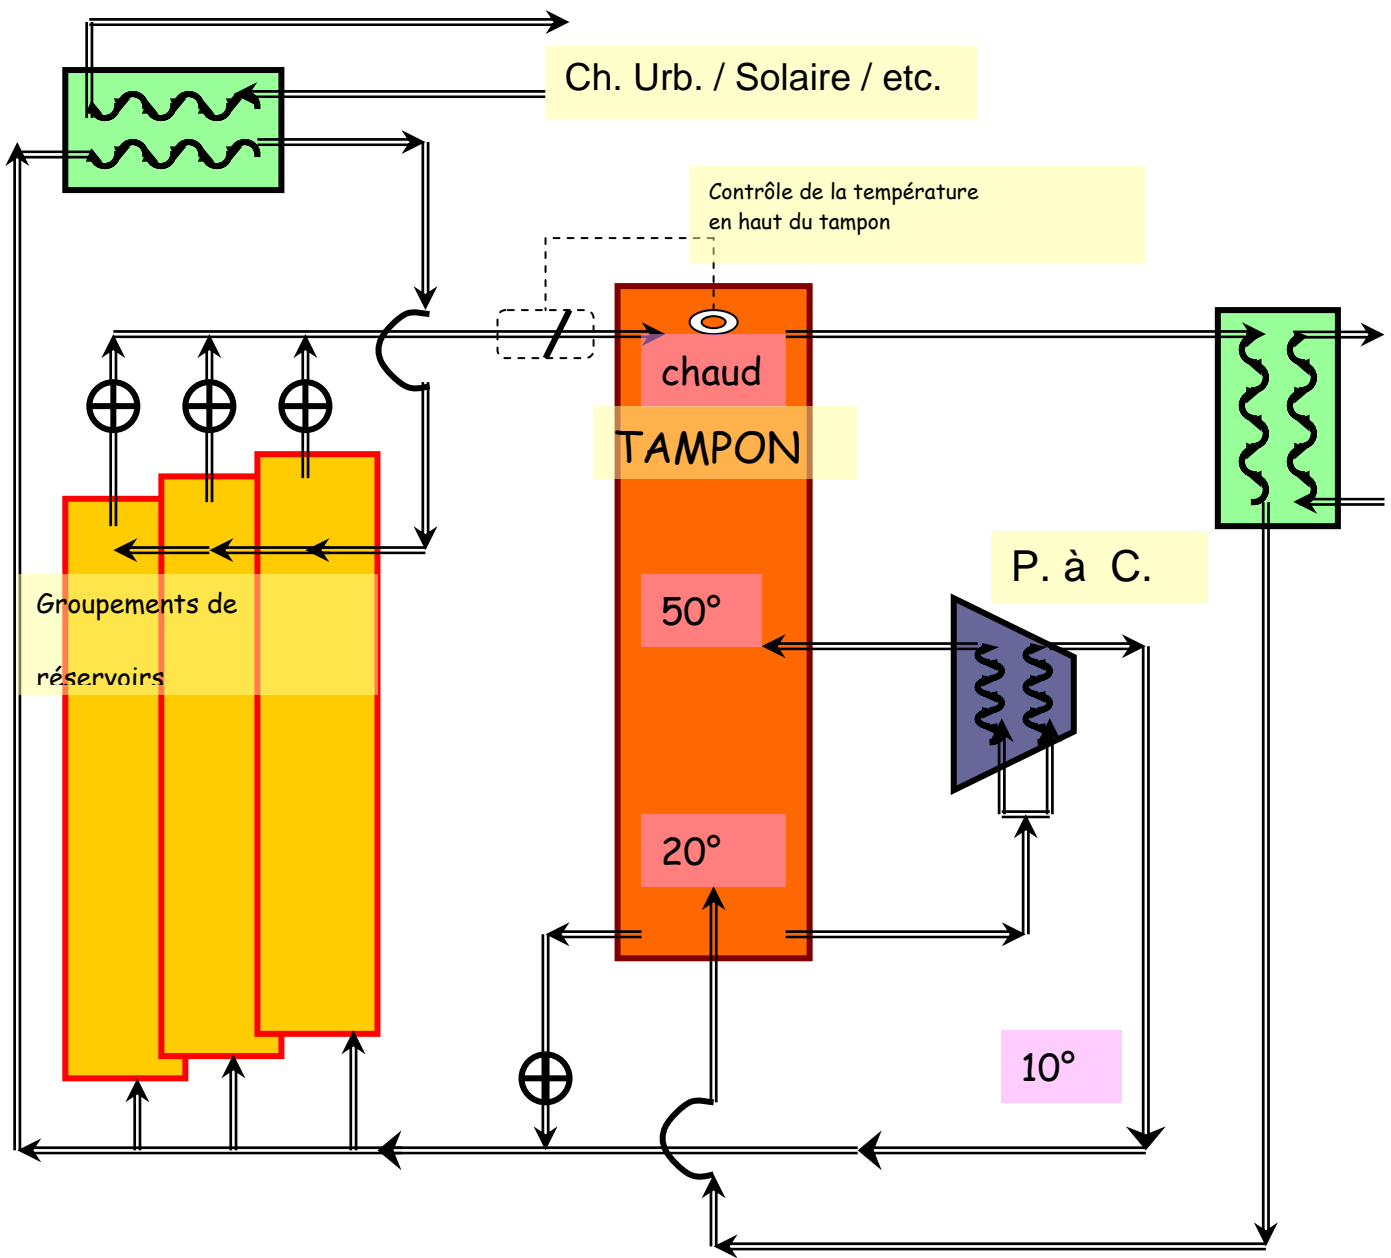 Ch. Urb. / Solaire / etc.
Contrôle de la température
en haut du tampon
chaud
TAMPON
P. à  C.
50°
Groupements de
réservoirs
20°
10°